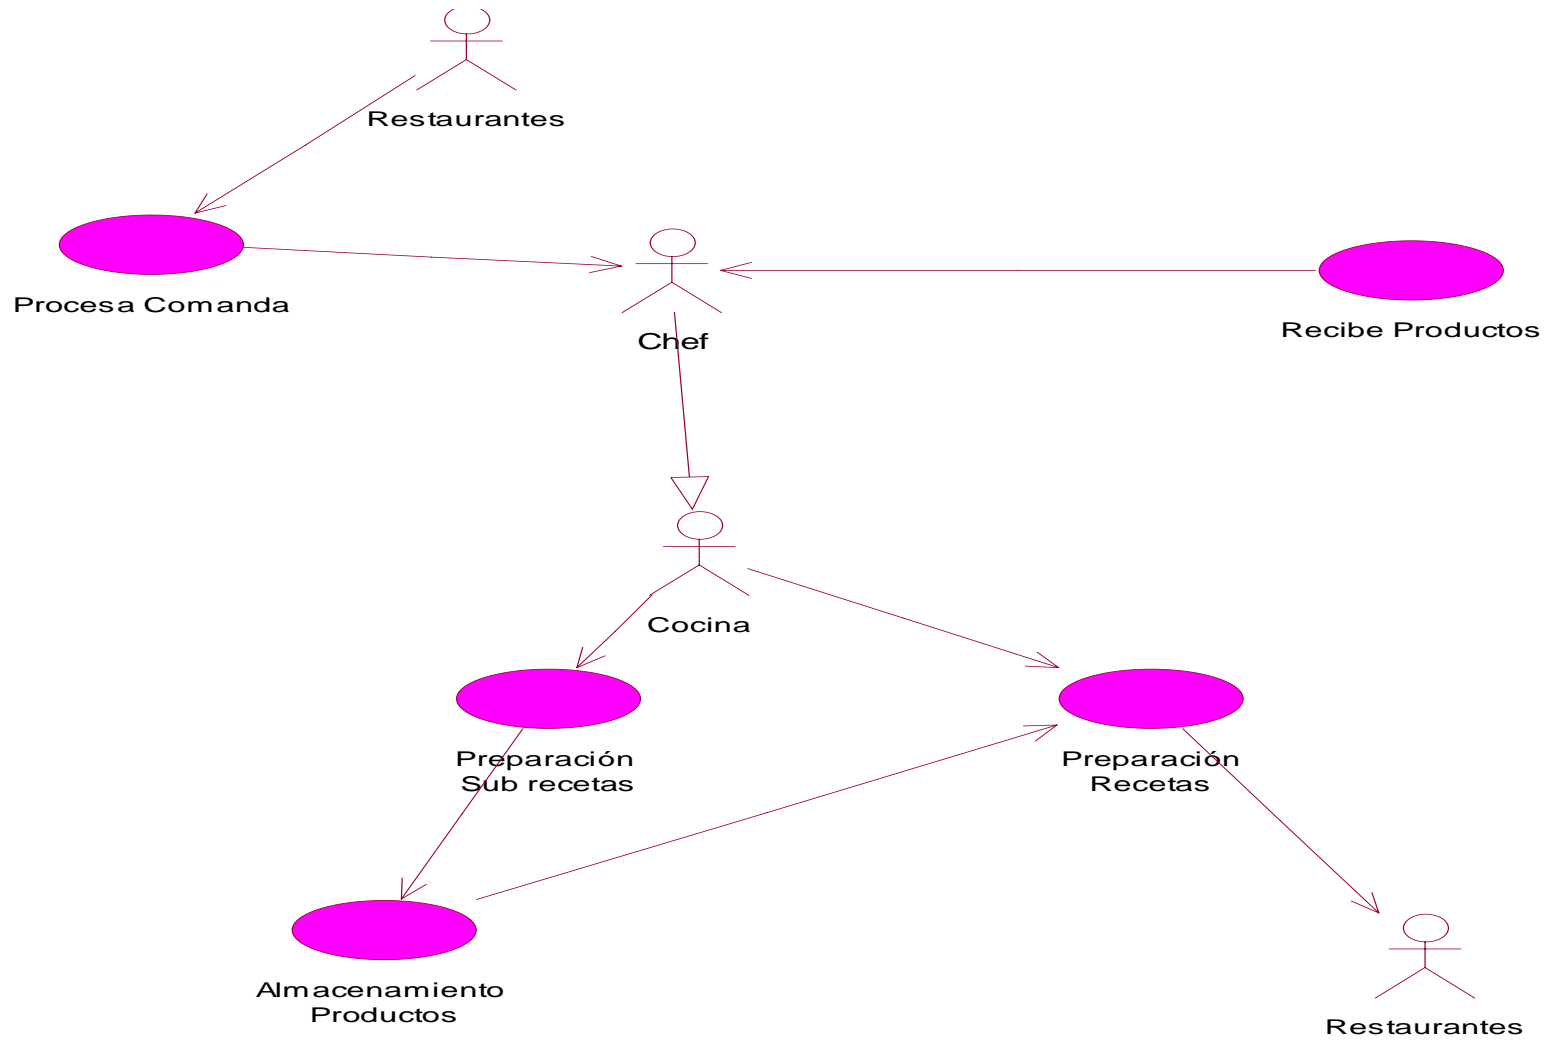 Restaurantes
Procesa Comanda
Chef
Recibe Productos
Cocina
Preparación
Sub recetas
Preparación
Recetas
Almacenamiento
Productos
Restaurantes